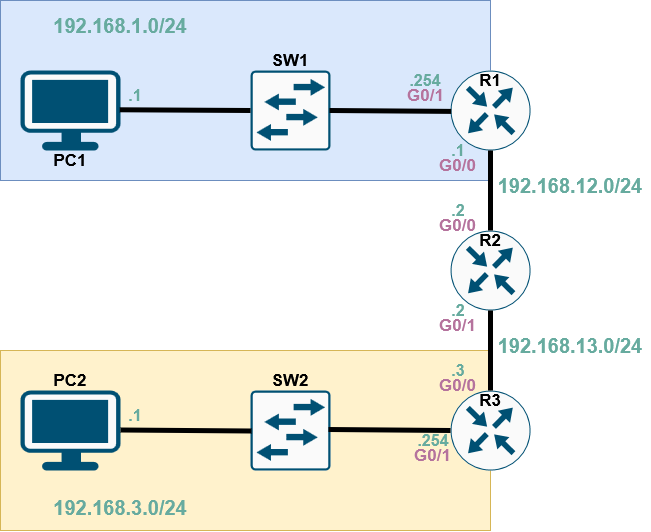 192.168.1.0/24
SW1
R1
.254
G0/1
.1
PC1
.1
G0/0
192.168.12.0/24
.2
G0/0
R2
.2
G0/1
192.168.13.0/24
.3
G0/0
PC2
SW2
R3
.1
.254
G0/1
192.168.3.0/24